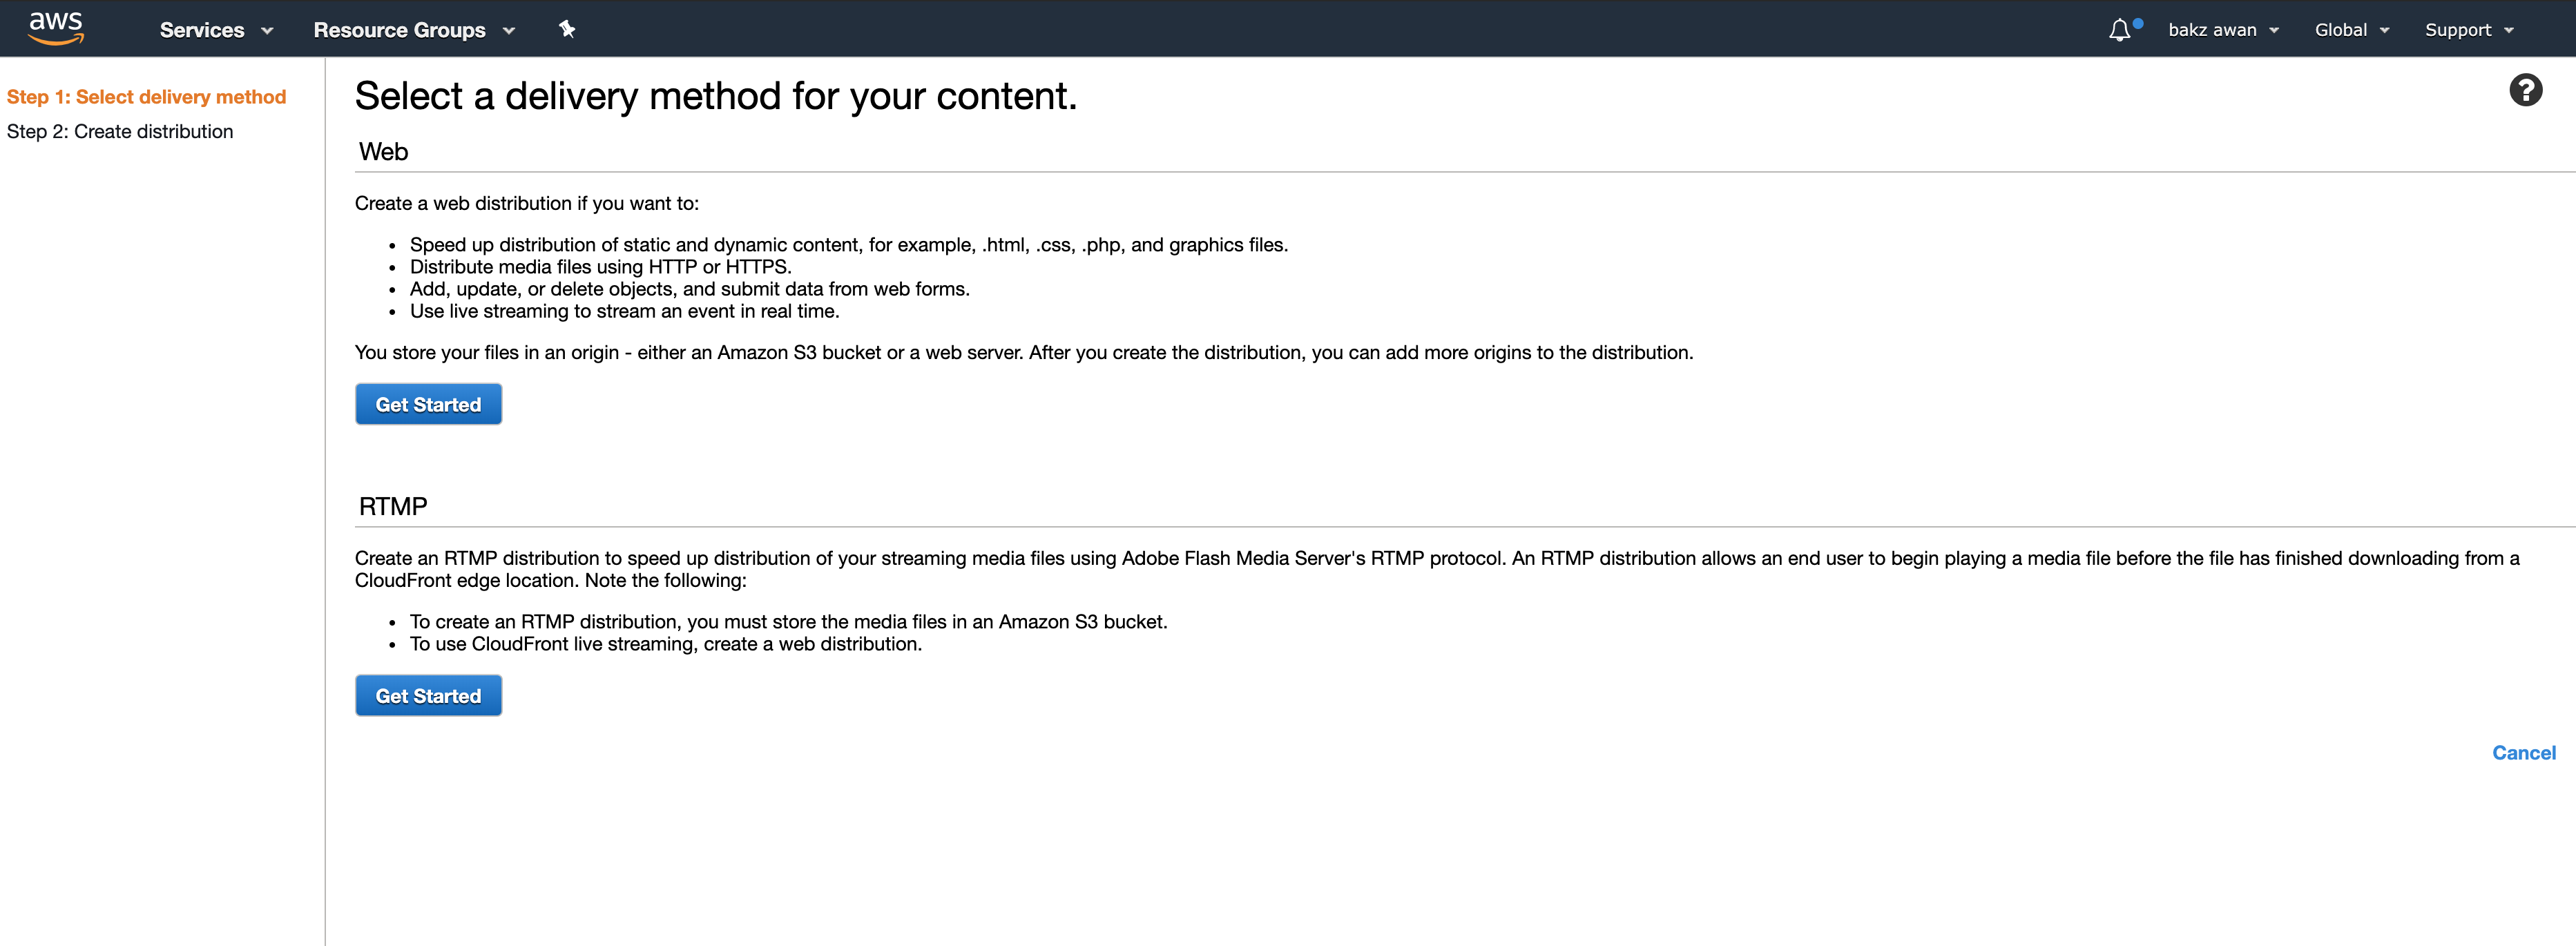 aws
Services
Resource Groups
bakz awan
Global
Support
Step 1: Select delivery method
Step 2: Create distribution
Select a delivery method for your content.
?
Web
Create a web distribution if you want to:
• Speed up distribution of static and dynamic content, for example, .html, .css, .php, and graphics files.
• Distribute media files using HTTP or HTTPS.
• Add, update, or delete objects, and submit data from web forms.
• Use live streaming to stream an event in real time.
You store your files in an origin - either an Amazon S3 bucket or a web server. After you create the distribution, you can add more origins to the distribution.
Get Started
RTMP
Create an RTMP distribution to speed up distribution of your streaming media files using Adobe Flash Media Server's RTMP protocol. An RTMP distribution allows an end user to begin playing a media file before the file has finished downloading from a
CloudFront edge location. Note the following:
• To create an RTMP distribution, you must store the media files in an Amazon S3 bucket.
• To use CloudFront live streaming, create a web distribution.
Get Started
Cancel